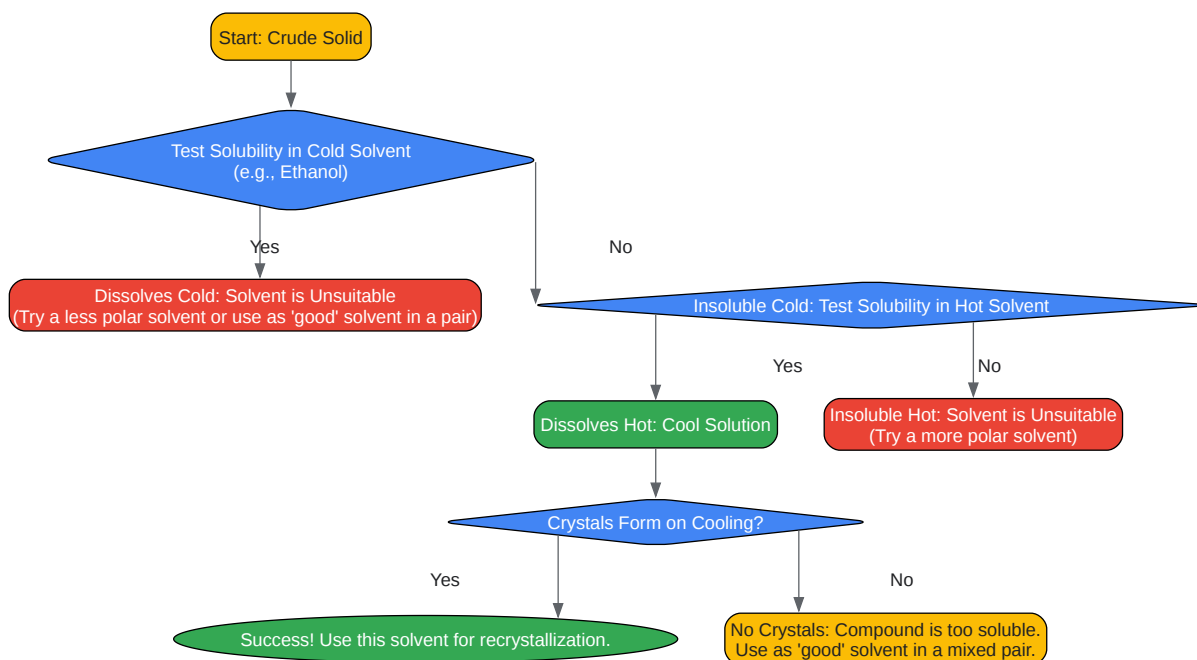 Start: Crude Solid
Test Solubility in Cold Solvent
(e.g., Ethanol)
Yes
No
Dissolves Cold: Solvent is Unsuitable
(Try a less polar solvent or use as 'good' solvent in a pair)
Insoluble Cold: Test Solubility in Hot Solvent
Yes
No
Dissolves Hot: Cool Solution
Insoluble Hot: Solvent is Unsuitable
(Try a more polar solvent)
Crystals Form on Cooling?
Yes
No
Success! Use this solvent for recrystallization.
No Crystals: Compound is too soluble.
Use as 'good' solvent in a mixed pair.